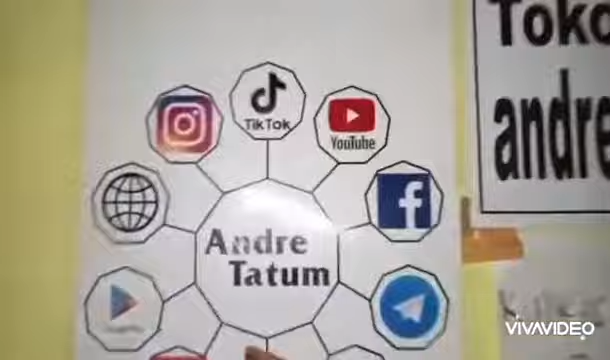 TikTok
YouTube
Andre
Tatum
Toko
andre
VIVAVIDEO